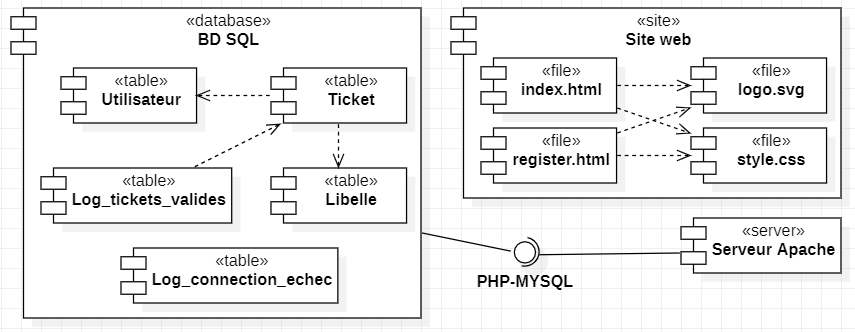 «database»
BD SQL
«table»
Utilisateur
«table»
Ticket
«table»
Log_tickets_valides
«table»
Libelle
«table»
Log_connection_echec
«site»
Site web
«file»
index.html
«file»
logo.svg
«file»
register.html
«file»
style.css
PHP-MYSQL
«server»
Serveur Apache